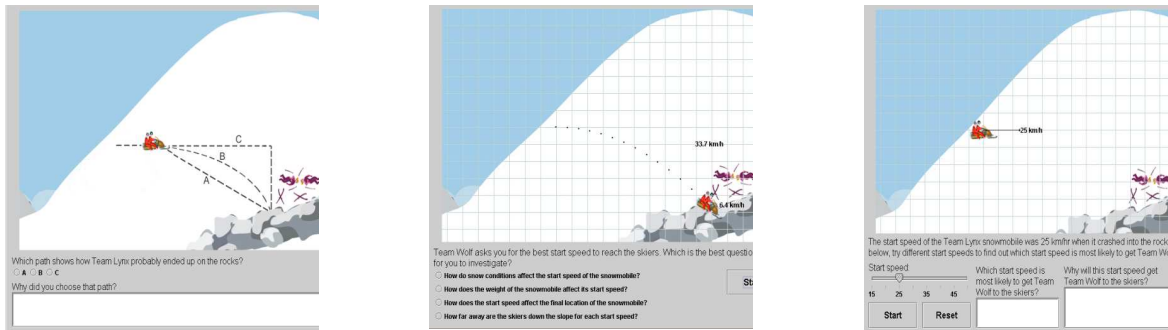 C
B
A
Which path shows how Team Lynx probably ended up on the rocks?
A B C
Why did you choose that path?
33.7 km/h
6.4 km/h
Team Wolf asks you for the best start speed to reach the skiers. Which is the best questio
for you to investigate?
How do snow conditions affect the start speed of the snowmobile?
How does the weight of the snowmobile affect its start speed?
How does the start speed affect the final location of the snowmobile?
How far away are the skiers down the slope for each start speed?
Sta
25 km/h
The start speed of the Team Lynx snowmobile was 25 km/hr when it crashed into the rock
below, try different start speeds to find out which start speed is most likely to get Team Wo
Start speed
15 25 35 45
Start Reset
Which start speed is
most likely to get Team
Wolf to the skiers?
Why will this start speed get
Team Wolf to the skiers?